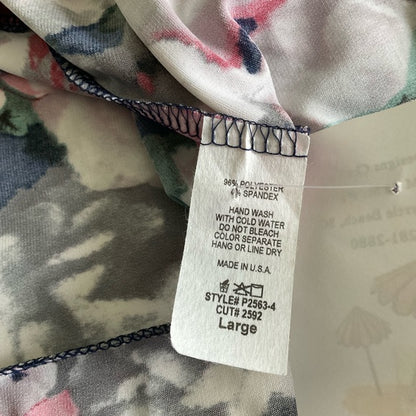 96% POLYESTER
4% SPANDEX
HAND WASH
WITH COLD WATER
DO NOT BLEACH
COLOR SEPARATE
HANG OR LINE DRY
MADE IN U.S.A.
STYLE# P2563-4
CUT# 2592
Large